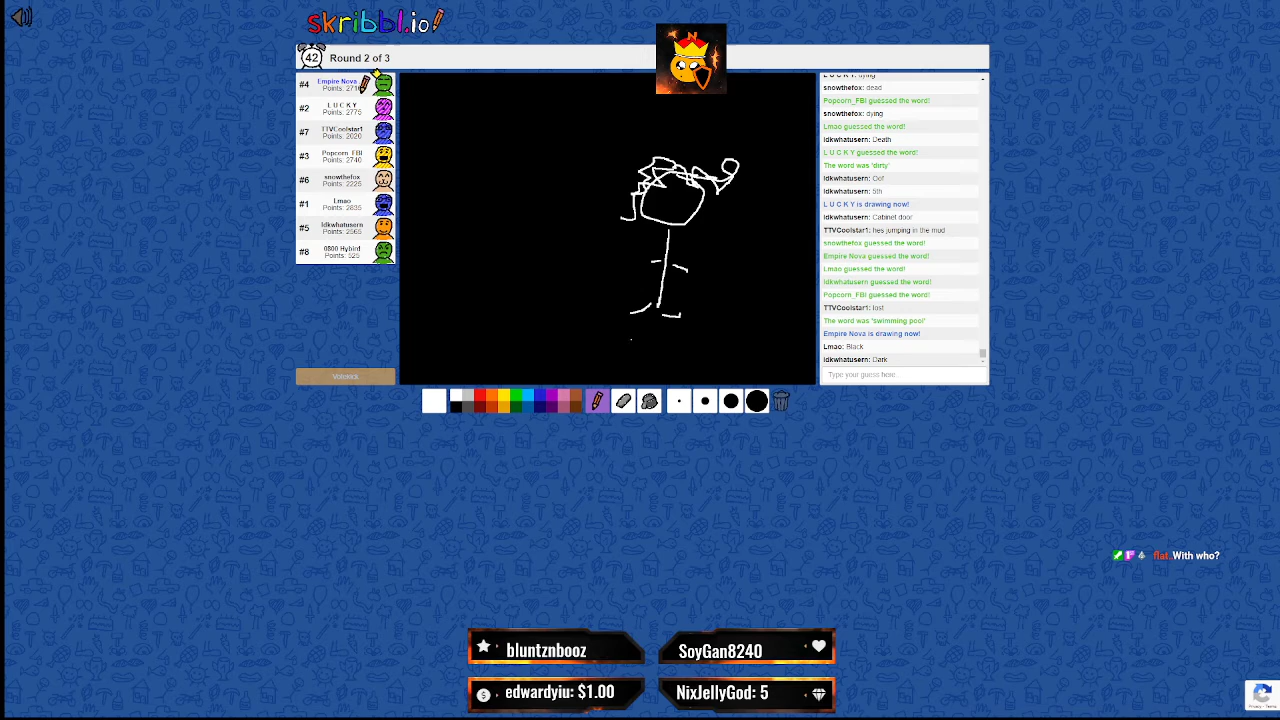 skribbl.io!
42
Round 2 of 3
N
#4
Empire Nova
#2
L U C K Y
Points: 2775
#7
TTVCoolstar1
Points: 2020
#3
Popcorn_FBI
Points: 2740
#6
snowthefox
Points: 2225
#1
Lmao
Points: 2835
#5
Idkwhatusern
Points: 2565
#8
0800 Hybird
Points: 525
Votekick
L U C K Y: dying
snowthefox: dead
Popcorn_FBI guessed the word!
snowthefox: dying
Lmao guessed the word!
Idkwhatusern: Death
L U C K Y guessed the word!
The word was 'dirty'
Idkwhatusern: Oof
Idkwhatusern: 5th
L U C K Y is drawing now!
Idkwhatusern: Cabinet door
TTVCoolstar1: hes jumping in the mud
snowthefox guessed the word!
Empire Nova guessed the word!
Lmao guessed the word!
Idkwhatusern guessed the word!
Popcorn_FBI guessed the word!
TTVCoolstar1: lost
The word was 'swimming pool'
Empire Nova is drawing now!
Lmao: Black
Idkwhatusern: Dark
Type your guess here...
flat. With who?
bluntznbooz
SoyGan8240
edwardyiu: $1.00
NixJellyGod: 5
Privacy - Terms